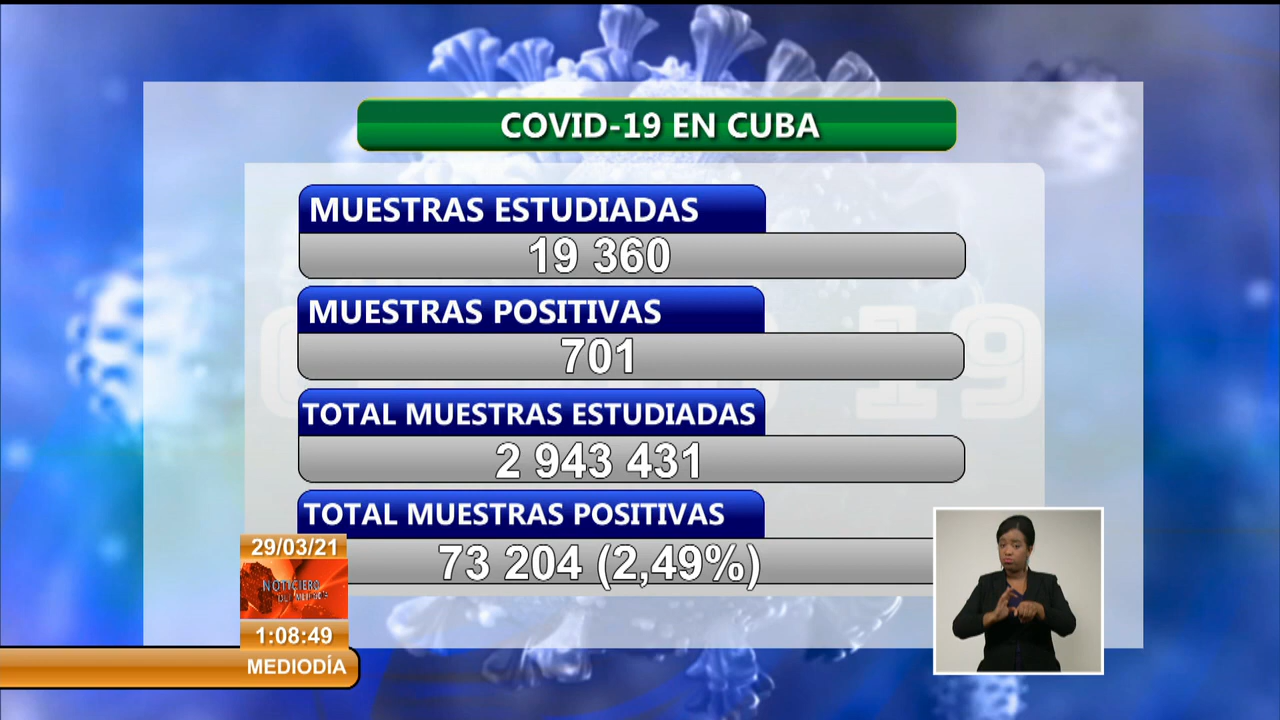 COVID-19 EN CUBA
MUESTRAS ESTUDIADAS
19 360
MUESTRAS POSITIVAS
701
TOTAL MUESTRAS ESTUDIADAS
2 943 431
TOTAL MUESTRAS POSITIVAS
73 204 (2,49%)
29/03/21
NOTICIERO
1:08:49
MEDIODÍA